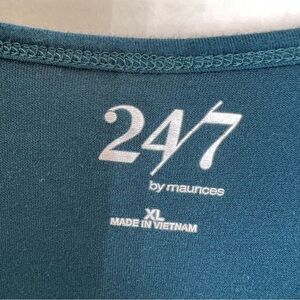 24/7
by maurices
XL
MADE IN VIETNAM